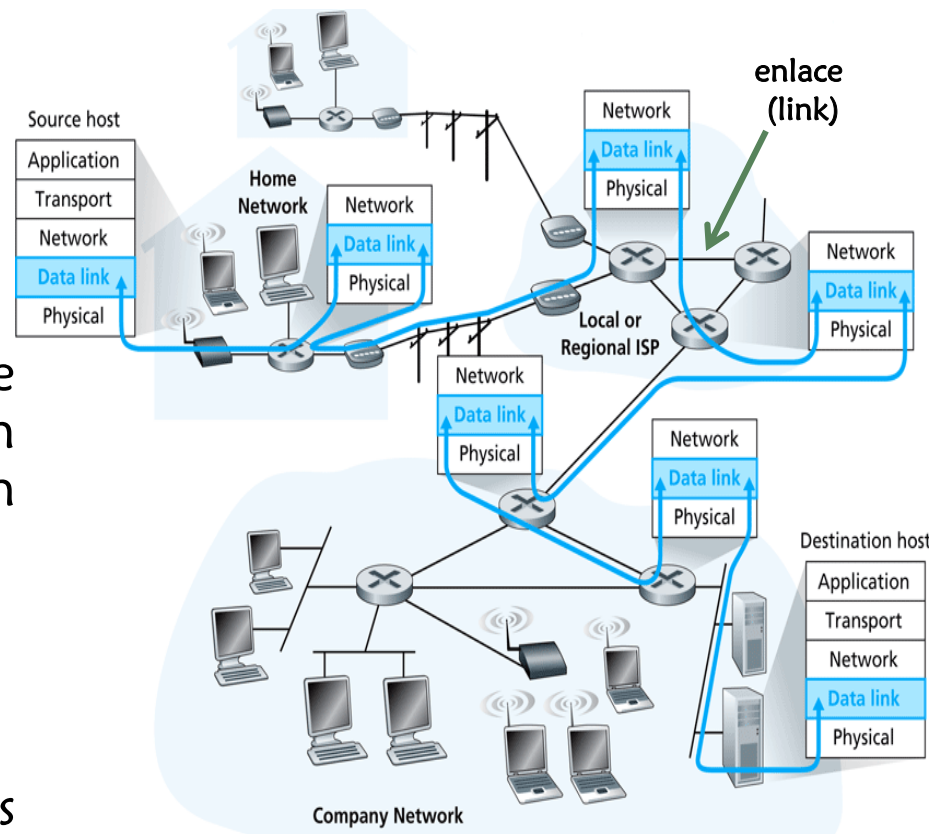 enlace
(link)
Network
Data link
Physical
Source host
Application
Transport
Network
Data link
Physical
Home
Network
Network
Data link
Physical
Network
Data link
Physical
Local or
Regional ISP
Network
Data link
Physical
Network
Data link
Physical
Destination host
Application
Transport
Network
Data link
Physical
Company Network
e
n
n
s